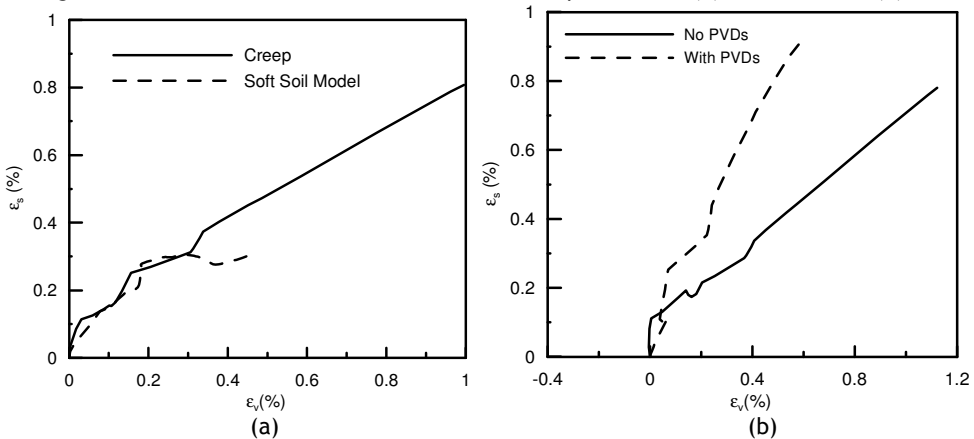 1
0.8
0.6
0.4
0.2
0
εs (%)
Creep
Soft Soil Model
0 0.2 0.4 0.6 0.8 1
εv(%)
(a)
1
0.8
0.6
0.4
0.2
0
εs (%)
No PVDs
With PVDs
-0.4 0 0.4 0.8 1.2
εv(%)
(b)